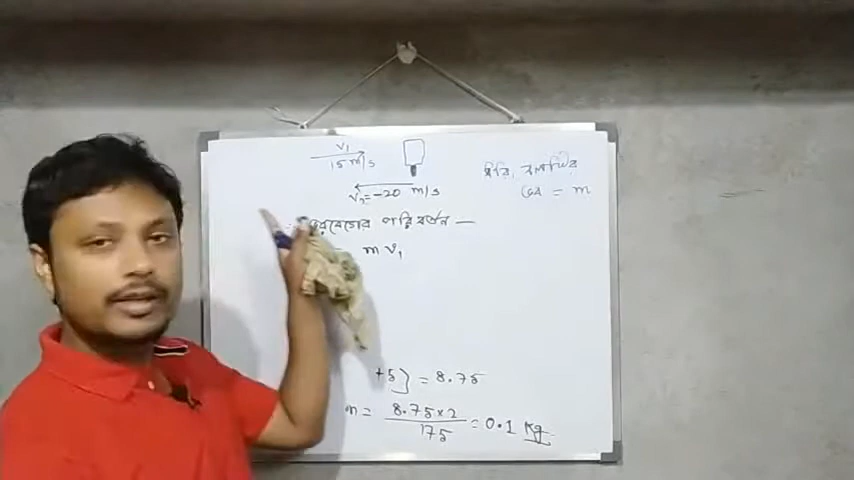 v₁
15 m/s
v₂= -20 m/s
ধরি, বলটির
ভর = m
ভরবেগের পরিবর্তন —
m v₁
+5} = 8.75
m = 8.75×2 / 175 = 0.1 kg